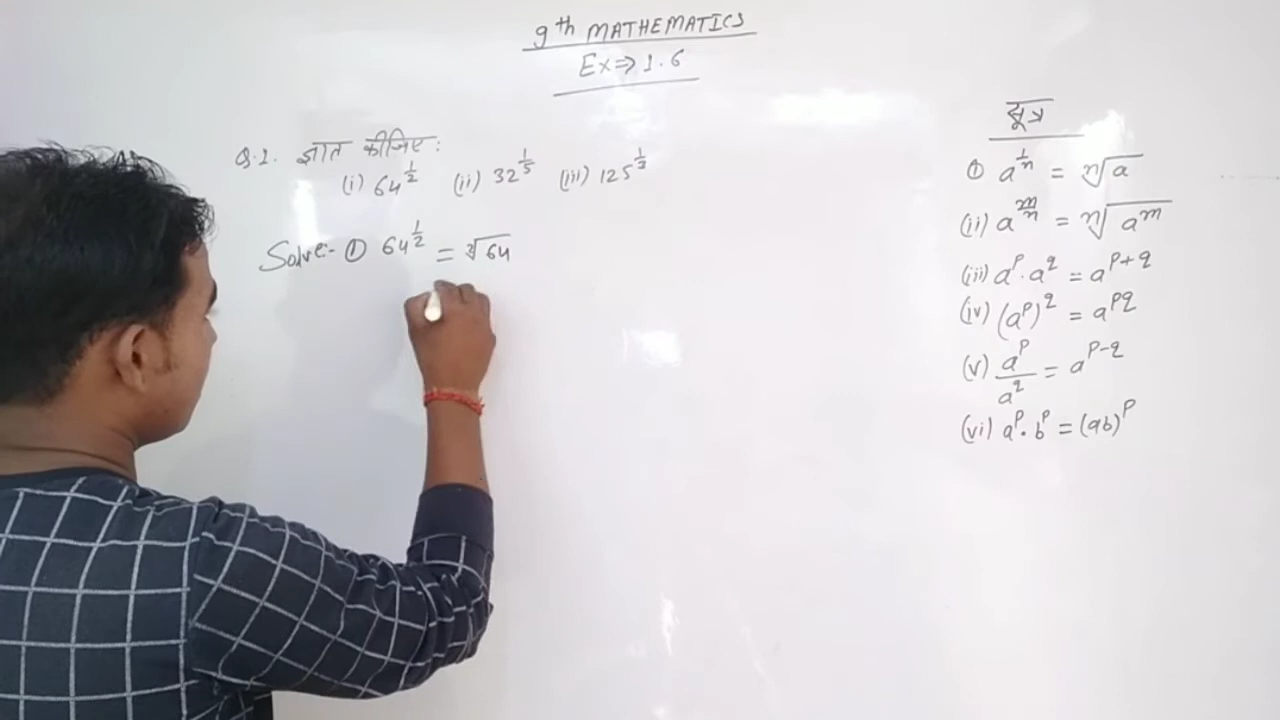 9th MATHEMATICS
Ex⇒1.6
Q.1. ज्ञात कीजिए:
(i) 64^{1/2} (ii) 32^{1/5} (iii) 125^{1/3}
Solve:- ① 64^{1/2} = ²√64
सूत्र
① a^{1/n} = ⁿ√a
(ii) a^{m/n} = ⁿ√a^m
(iii) a^p · a^q = a^{p+q}
(iv) (a^p)^q = a^{pq}
(v) a^p/a^q = a^{p-q}
(vi) a^p · b^p = (ab)^p